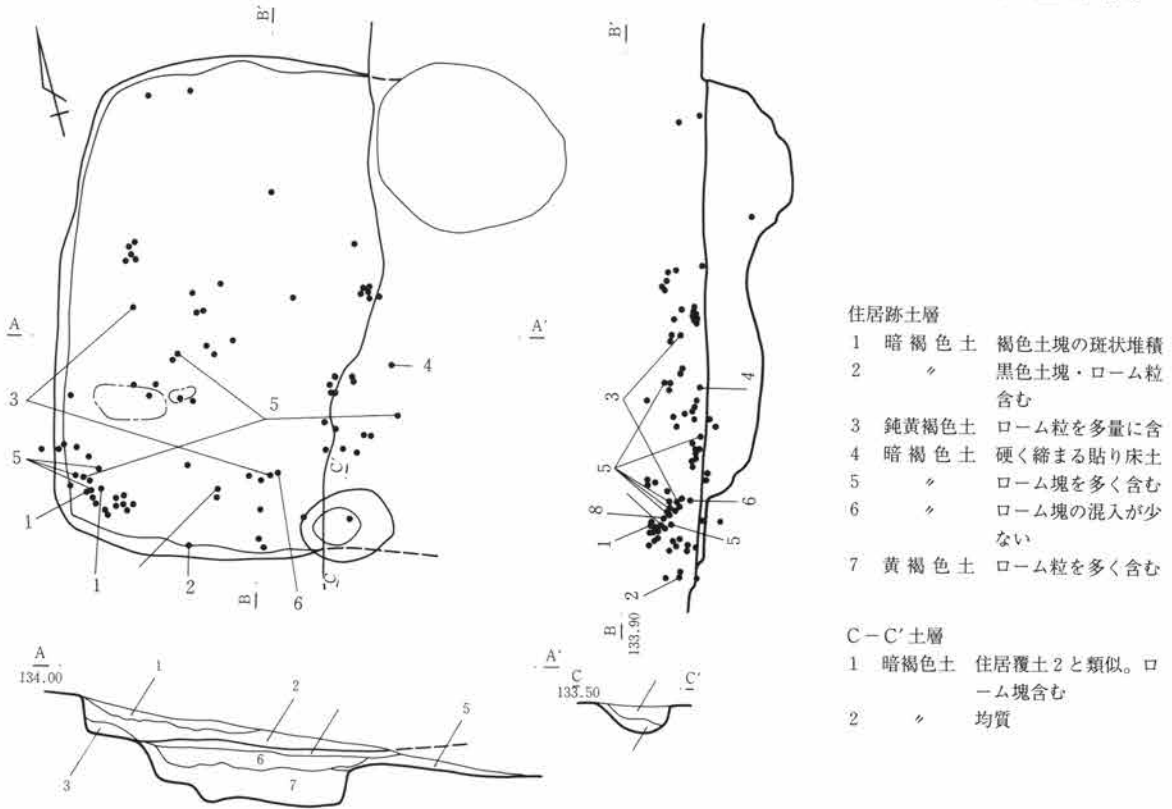 B′
B′
A
A′
3
5
4
5
1
1
2
B
6
C′
C
3
4
5
8
1
6
5
2
B
133.90
住居跡土層
1 暗褐色土 褐色土塊の斑状堆積
2 〃 黒色土塊・ローム粒
含む
3 鈍黄褐色土 ローム粒を多量に含
4 暗褐色土 硬く締まる貼り床土
5 〃 ローム塊を多く含む
6 〃 ローム塊の混入が少
ない
7 黄褐色土 ローム粒を多く含む
C－C′土層
1 暗褐色土 住居覆土2と類似。ロ
ーム塊含む
2 〃 均質
A
134.00
A′
1
2
5
3
6
7
C
133.50
C′